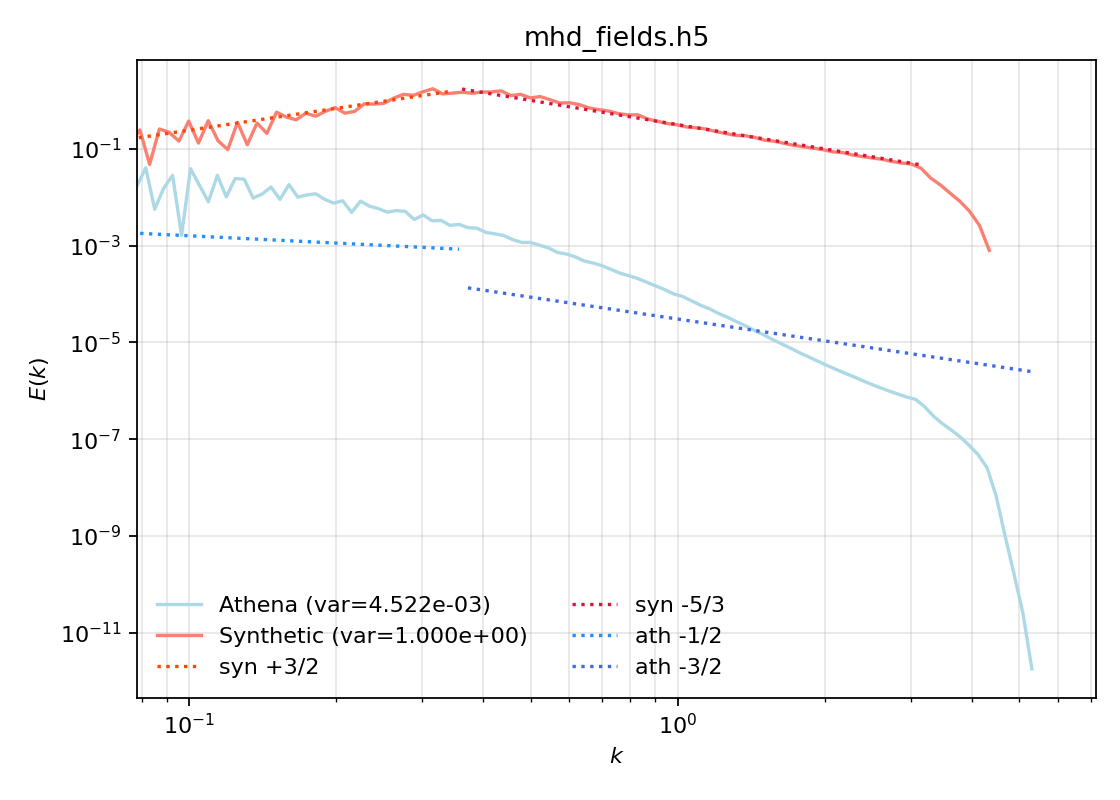 mhd_fields.h5
E(k)
10⁻¹
10⁻³
10⁻⁵
10⁻⁷
10⁻⁹
10⁻¹¹
Athena (var=4.522e-03)
Synthetic (var=1.000e+00)
syn +3/2
syn -5/3
ath -1/2
ath -3/2
10⁻¹
10⁰
k